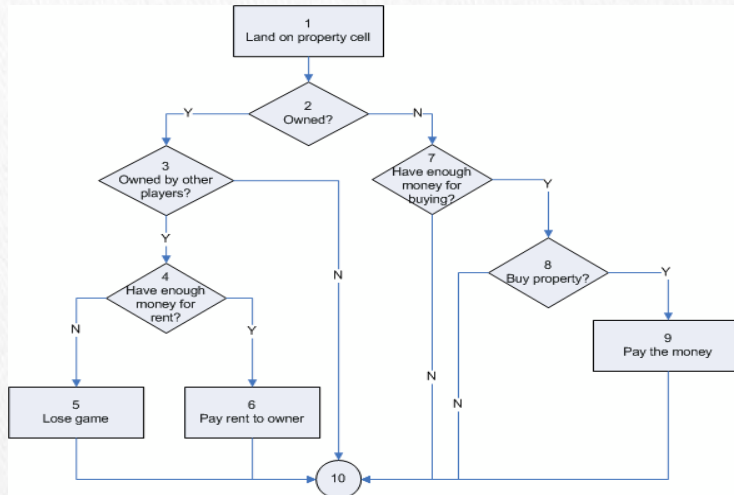 1
Land on property cell
2
Owned?
Y
N
3
Owned by other
players?
7
Have enough
money for
buying?
Y
N
Y
8
Buy property?
Y
4
Have enough
money for
rent?
N
Y
9
Pay the money
N
N
5
Lose game
6
Pay rent to owner
10